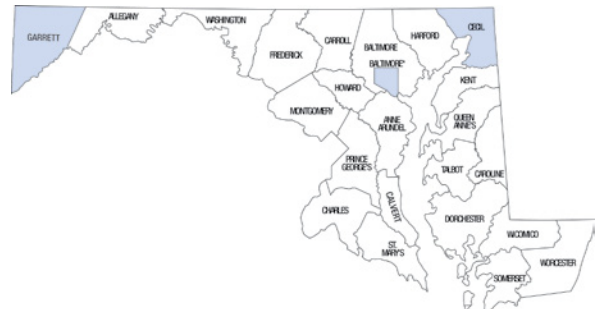 GARRETT
ALLEGANY
WASHINGTON
FREDERICK
CARROLL
BALTIMORE
BALTIMORE*
HARFORD
CECIL
KENT
HOWARD
MONTGOMERY
ANNE
ARUNDEL
QUEEN
ANNE'S
PRINCE
GEORGE'S
TALBOT
CAROLINE
CALVERT
CHARLES
ST.
MARY'S
DORCHESTER
WICOMICO
WORCESTER
SOMERSET